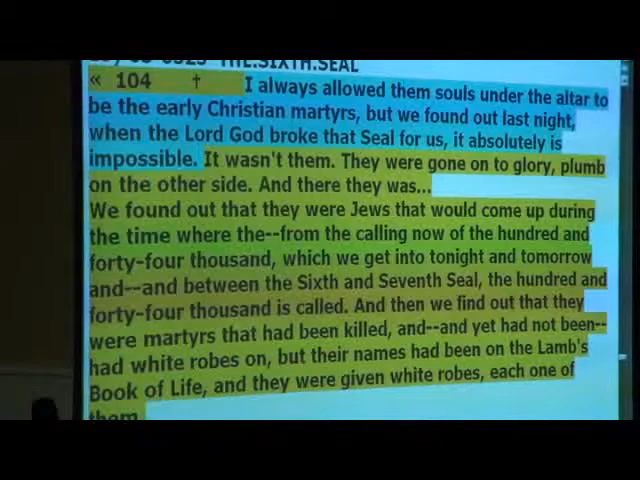 THE.SIXTH.SEAL
« 104 † I always allowed them souls under the altar to
be the early Christian martyrs, but we found out last night,
when the Lord God broke that Seal for us, it absolutely is
impossible. It wasn't them. They were gone on to glory, plumb
on the other side. And there they was...
We found out that they were Jews that would come up during
the time where the--from the calling now of the hundred and
forty-four thousand, which we get into tonight and tomorrow
and--and between the Sixth and Seventh Seal, the hundred and
forty-four thousand is called. And then we find out that they
were martyrs that had been killed, and--and yet had not been--
had white robes on, but their names had been on the Lamb's
Book of Life, and they were given white robes, each one of
them